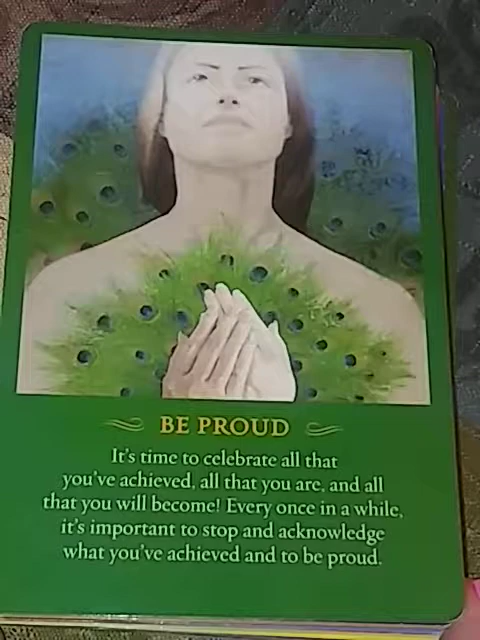 BE PROUD
It's time to celebrate all that
you've achieved, all that you are, and all
that you will become! Every once in a while,
it's important to stop and acknowledge
what you've achieved and to be proud.